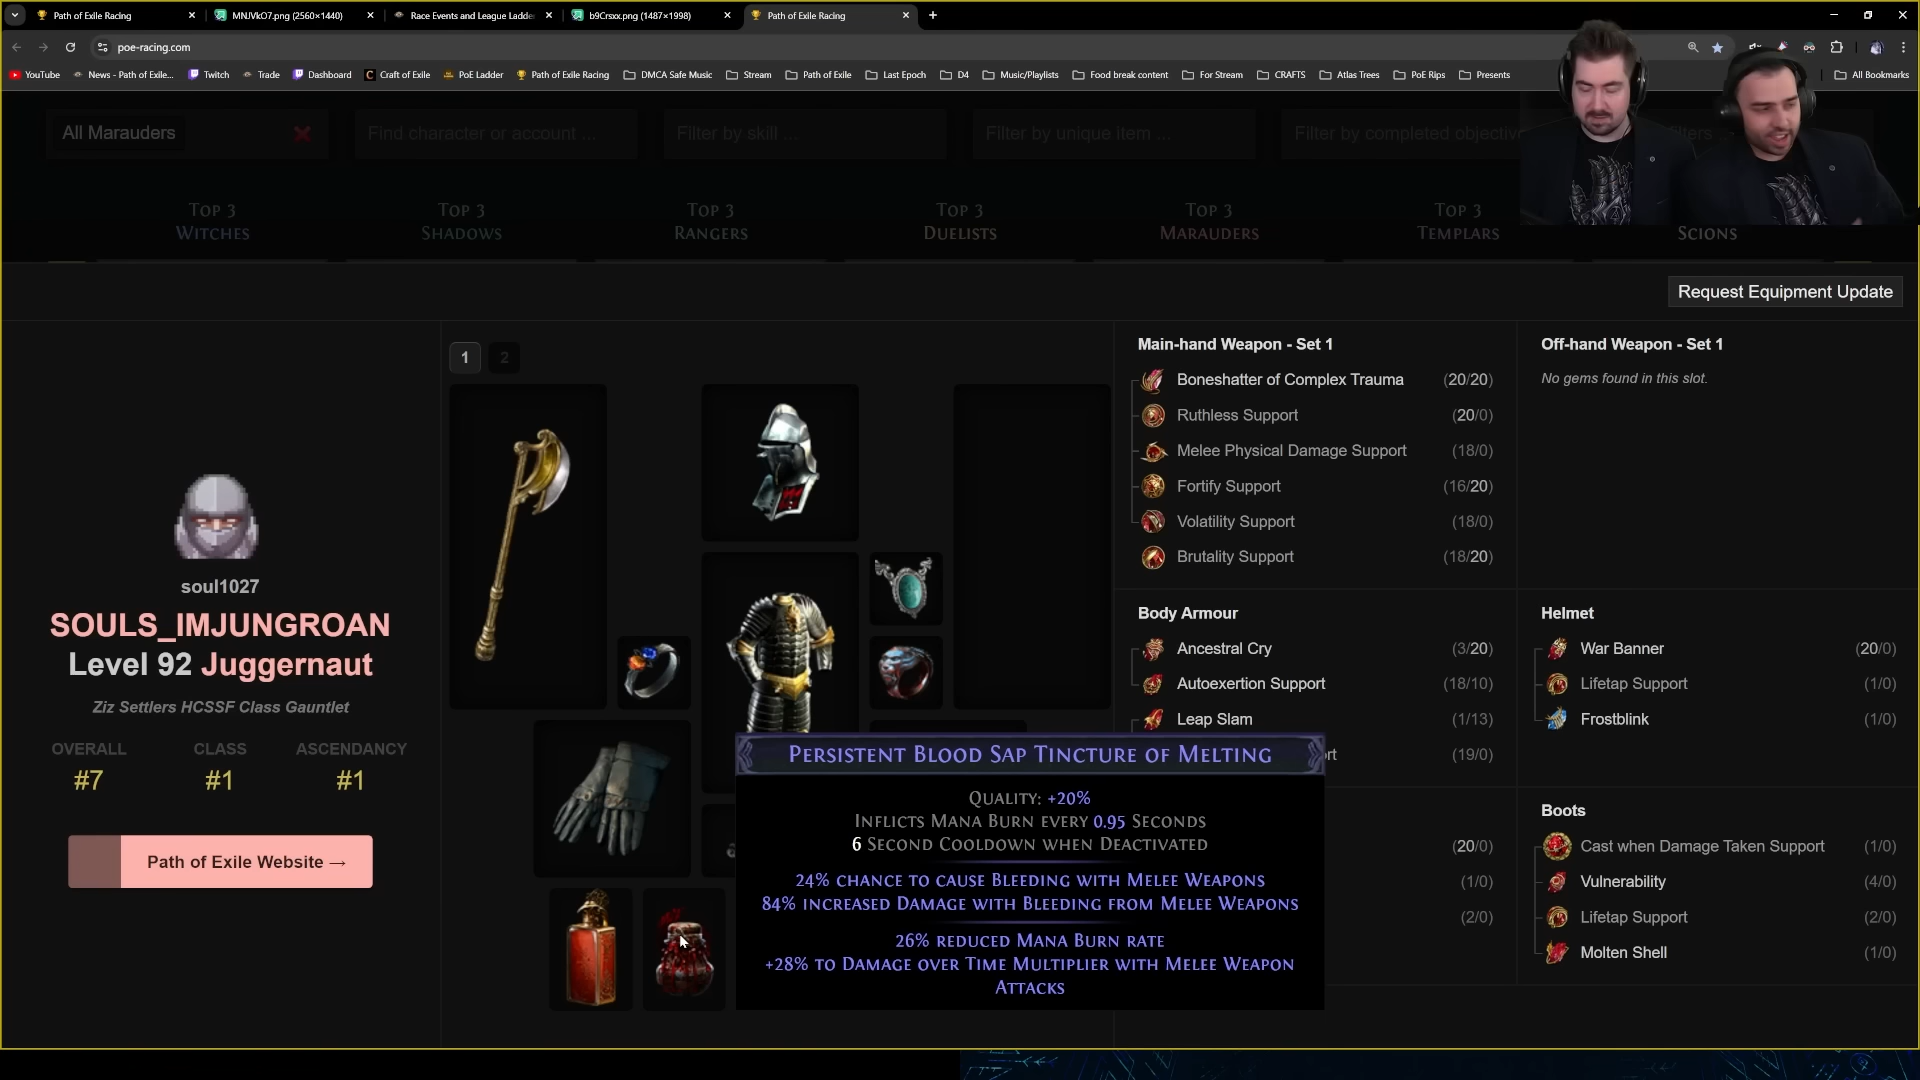 Path of Exile Racing
MNJVkO7.png (2560×1440)
Race Events and League Ladde
b9Crsxx.png (1487×1998)
Path of Exile Racing
poe-racing.com
YouTube
News - Path of Exile...
Twitch
Trade
Dashboard
Craft of Exile
PoE Ladder
Path of Exile Racing
DMCA Safe Music
Stream
Path of Exile
Last Epoch
D4
Music/Playlists
Food break content
For Stream
CRAFTS
Atlas Trees
PoE Rips
Presents
All Bookmarks
All Marauders
Find character or account ...
Filter by skill ...
Filter by unique item ...
Filter by completed objectiv
Top 3
Witches
Top 3
Shadows
Top 3
Rangers
Top 3
Duelists
Top 3
Marauders
Top 3
Templars
Scions
Request Equipment Update
soul1027
SOULS_IMJUNGROAN
Level 92 Juggernaut
Ziz Settlers HCSSF Class Gauntlet
OVERALL
#7
CLASS
#1
ASCENDANCY
#1
Path of Exile Website →
1
2
Main-hand Weapon - Set 1
Boneshatter of Complex Trauma (20/20)
Ruthless Support (20/0)
Melee Physical Damage Support (18/0)
Fortify Support (16/20)
Volatility Support (18/0)
Brutality Support (18/20)
Off-hand Weapon - Set 1
No gems found in this slot.
Body Armour
Ancestral Cry (3/20)
Autoexertion Support (18/10)
Leap Slam (1/13)
rt (19/0)
Helmet
War Banner (20/0)
Lifetap Support (1/0)
Frostblink (1/0)
(20/0)
(1/0)
(2/0)
Boots
Cast when Damage Taken Support (1/0)
Vulnerability (4/0)
Lifetap Support (2/0)
Molten Shell (1/0)
Persistent Blood Sap Tincture of Melting
Quality: +20%
Inflicts Mana Burn every 0.95 Seconds
6 Second Cooldown when Deactivated
24% chance to cause Bleeding with Melee Weapons
84% increased Damage with Bleeding from Melee Weapons
26% reduced Mana Burn rate
+28% to Damage over Time Multiplier with Melee Weapon
Attacks